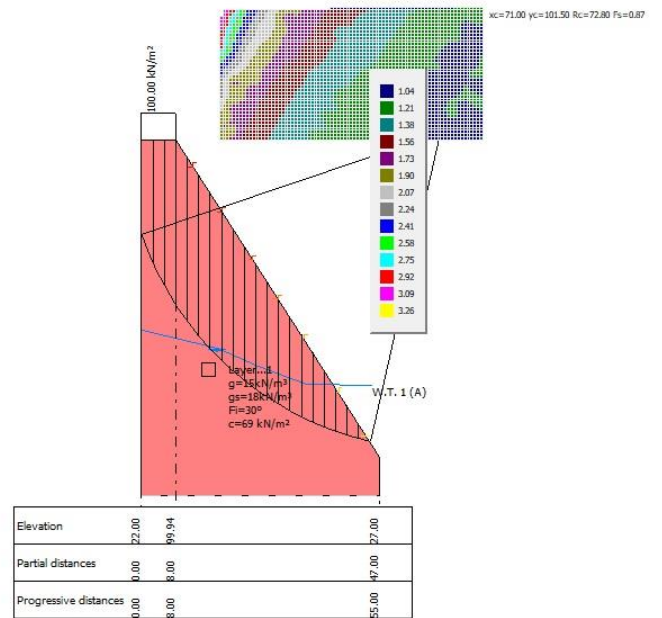 xc=71.00 yc=101.50 Rc=72.80 Fs=0.87
100.00 kN/m²
1.04
1.21
1.38
1.56
1.73
1.90
2.07
2.24
2.41
2.58
2.75
2.92
3.09
3.26
Layer...1
g=15kN/m³
gs=18kN/m³
Fi=30°
c=69 kN/m²
W.T. 1 (A)
Elevation 22.00 99.94 27.00
Partial distances 0.00 8.00 47.00
Progressive distances 0.00 8.00 55.00